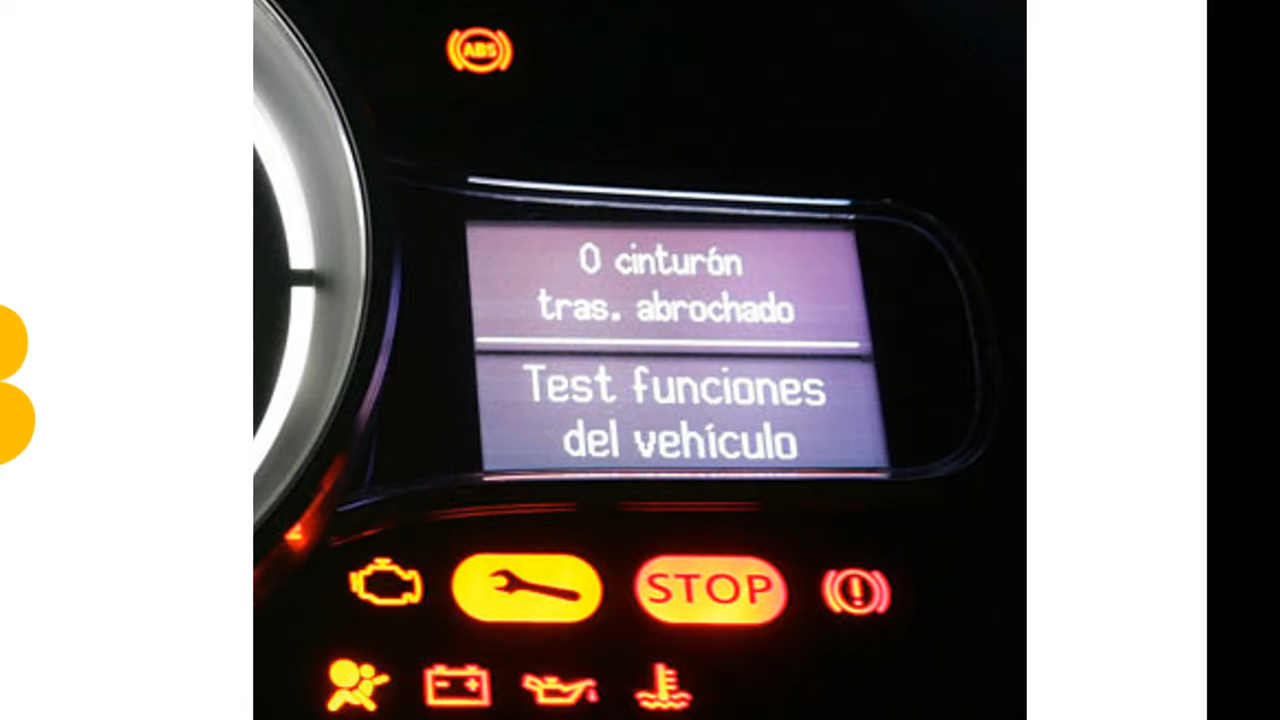 ABS
0 cinturón
tras. abrochado
Test funciones
del vehículo
STOP